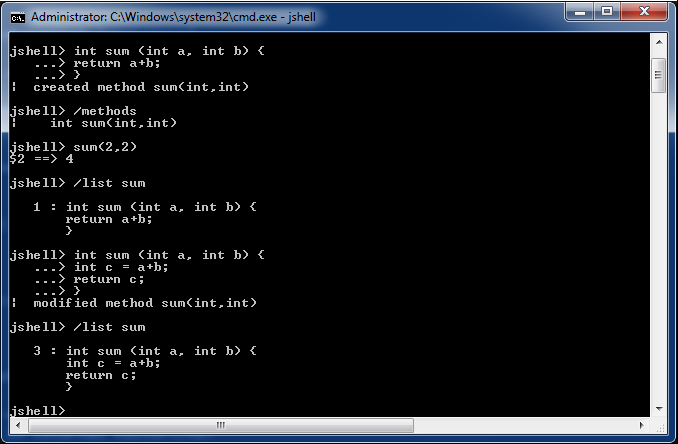 Administrator: C:\Windows\system32\cmd.exe - jshell
jshell> int sum (int a, int b) {
   ...> return a+b;
   ...> }
|  created method sum(int,int)
jshell> /methods
|    int sum(int,int)
jshell> sum(2,2)
$2 ==> 4
jshell> /list sum
   1 : int sum (int a, int b) {
       return a+b;
       }
jshell> int sum (int a, int b) {
   ...> int c = a+b;
   ...> return c;
   ...> }
|  modified method sum(int,int)
jshell> /list sum
   3 : int sum (int a, int b) {
       int c = a+b;
       return c;
       }
jshell>